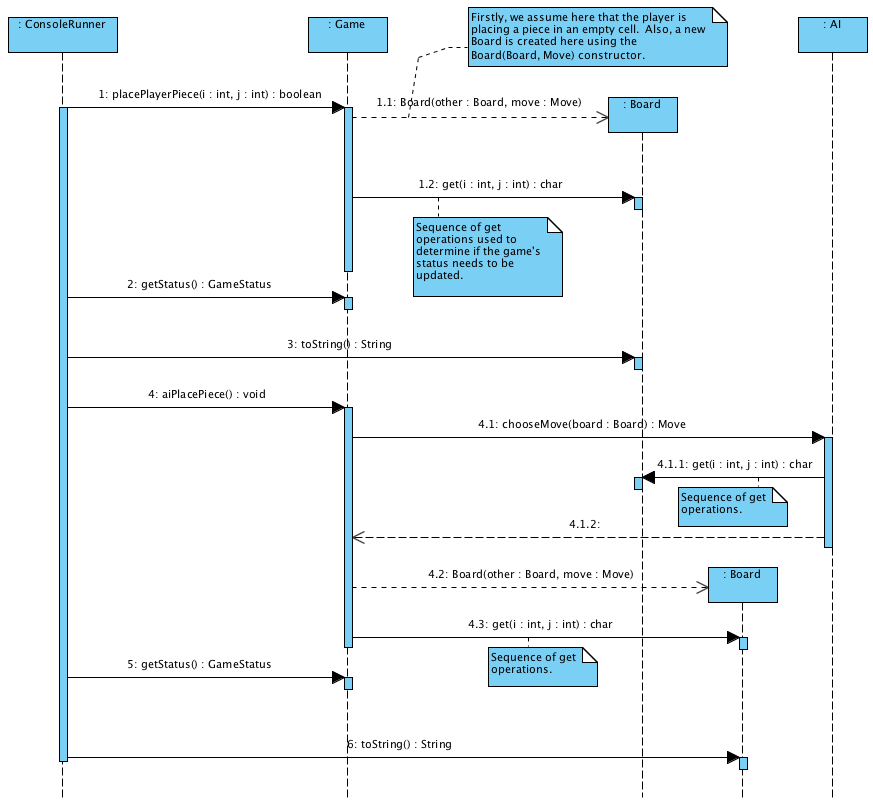 : ConsoleRunner
: Game
Firstly, we assume here that the player is
placing a piece in an empty cell.  Also, a new
Board is created here using the
Board(Board, Move) constructor.
: AI
1: placePlayerPiece(i : int, j : int) : boolean
1.1: Board(other : Board, move : Move)
: Board
1.2: get(i : int, j : int) : char
Sequence of get
operations used to
determine if the game's
status needs to be
updated.
2: getStatus() : GameStatus
3: toString() : String
4: aiPlacePiece() : void
4.1: chooseMove(board : Board) : Move
4.1.1: get(i : int, j : int) : char
Sequence of get
operations.
4.1.2:
4.2: Board(other : Board, move : Move)
: Board
4.3: get(i : int, j : int) : char
Sequence of get
operations.
5: getStatus() : GameStatus
6: toString() : String